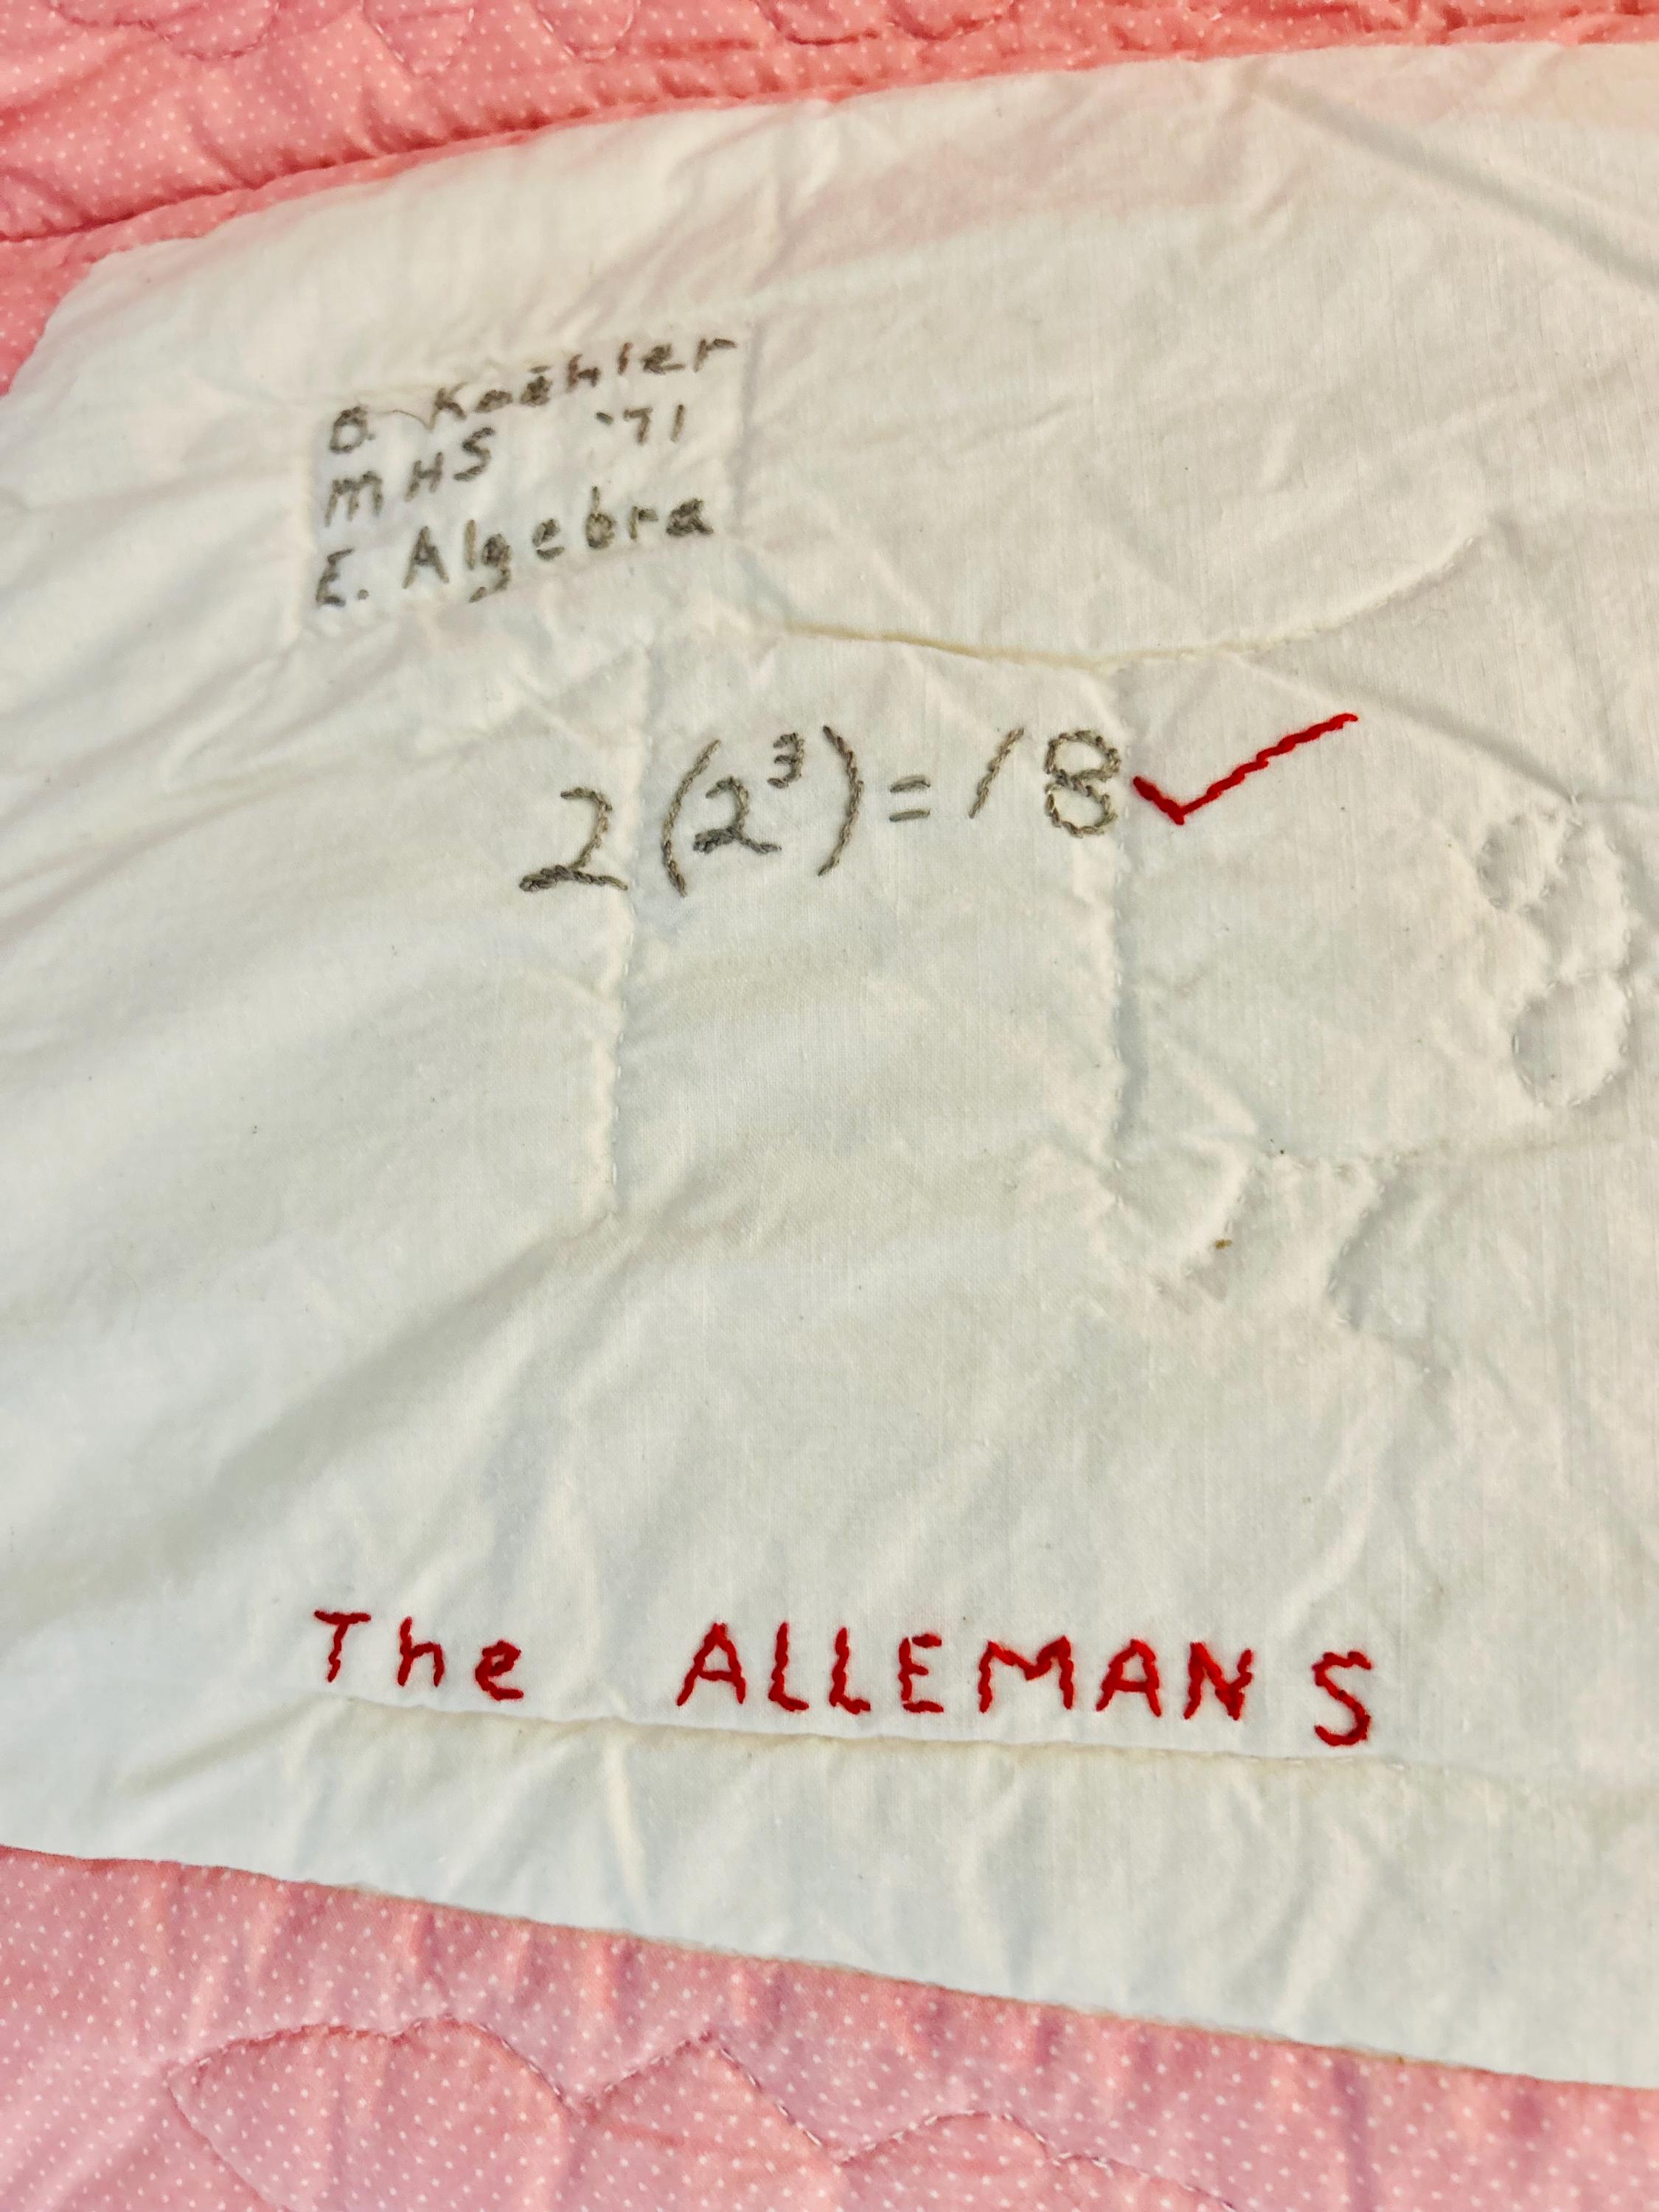 B. Koehler
MHS '71
E. Algebra
2(2³)=18✓
The ALLEMANS